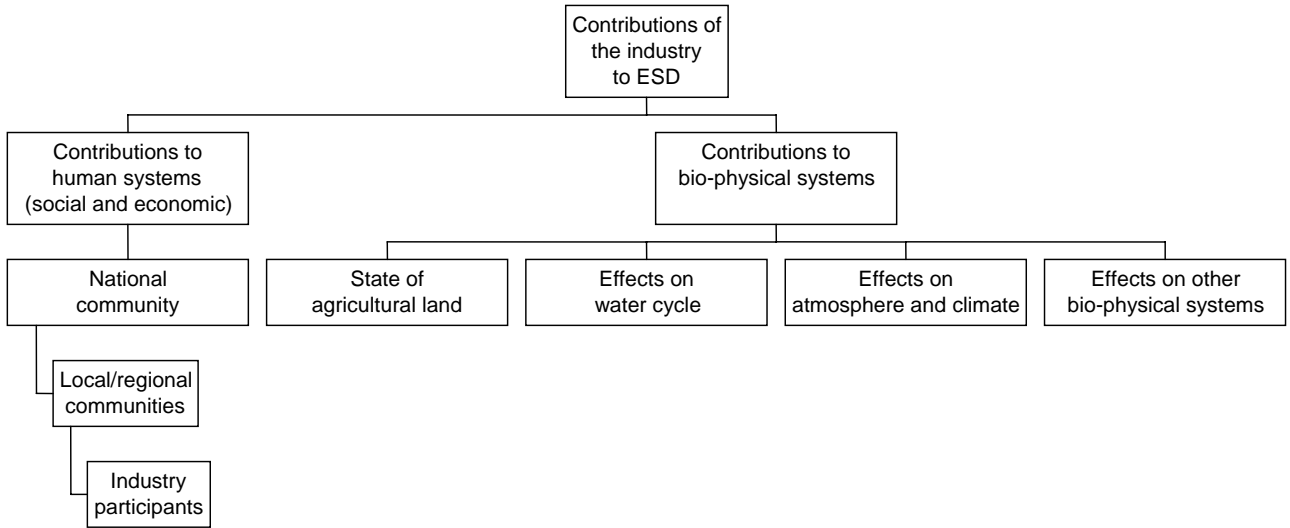 Contributions of
the industry
to ESD
Contributions to
human systems
(social and economic)
Contributions to
bio-physical systems
National
community
State of
agricultural land
Effects on
water cycle
Effects on
atmosphere and climate
Effects on other
bio-physical systems
Local/regional
communities
Industry
participants